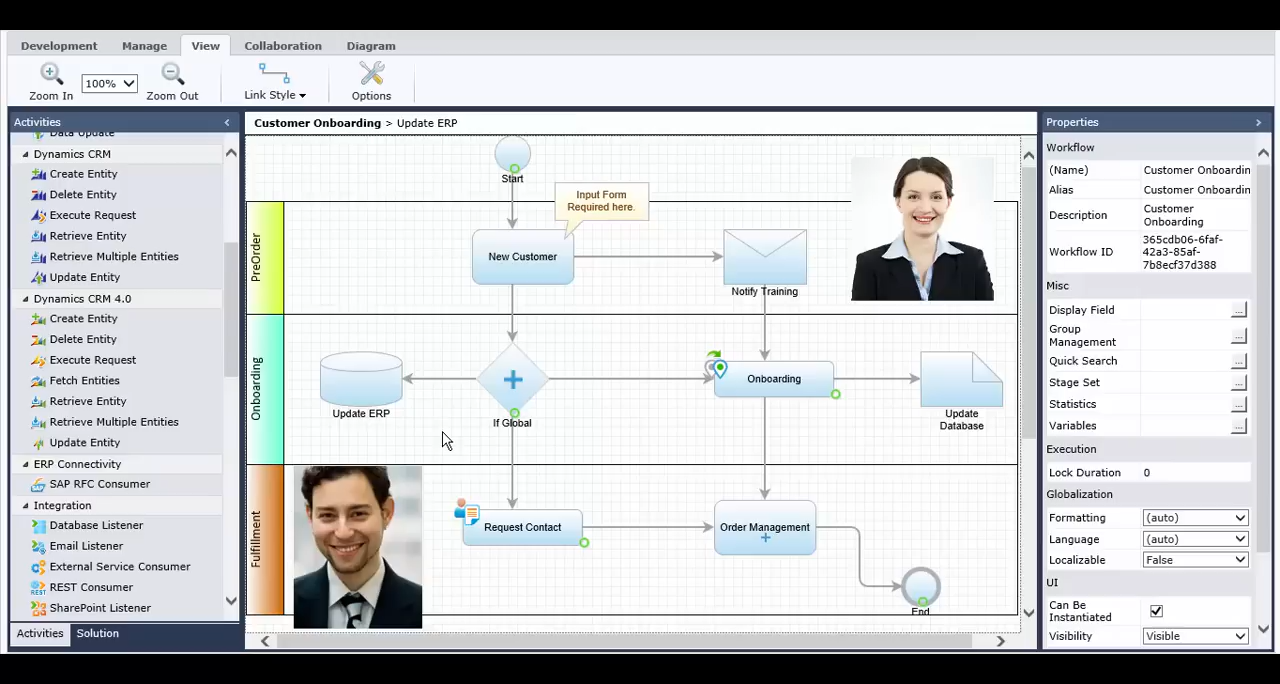 Development Manage View Collaboration Diagram
Zoom In 100% Zoom Out Link Style Options
Activities
Data Update
Dynamics CRM
Create Entity
Delete Entity
Execute Request
Retrieve Entity
Retrieve Multiple Entities
Update Entity
Dynamics CRM 4.0
Create Entity
Delete Entity
Execute Request
Fetch Entities
Retrieve Entity
Retrieve Multiple Entities
Update Entity
ERP Connectivity
SAP RFC Consumer
Integration
Database Listener
Email Listener
External Service Consumer
REST Consumer
SharePoint Listener
Activities Solution
Customer Onboarding > Update ERP
Start
Input Form
Required here.
PreOrder
New Customer
Notify Training
Onboarding
Update ERP
If Global
Onboarding
Update
Database
Fulfillment
Request Contact
Order Management
End
Properties
Workflow
(Name) Customer Onboardin
Alias Customer Onboardin
Description Customer
Onboarding
Workflow ID 365cdb06-6faf-
42a3-85af-
7b8ecf37d388
Misc
Display Field ...
Group
Management ...
Quick Search ...
Stage Set ...
Statistics ...
Variables ...
Execution
Lock Duration 0
Globalization
Formatting (auto)
Language (auto)
Localizable False
UI
Can Be
Instantiated
Visibility Visible